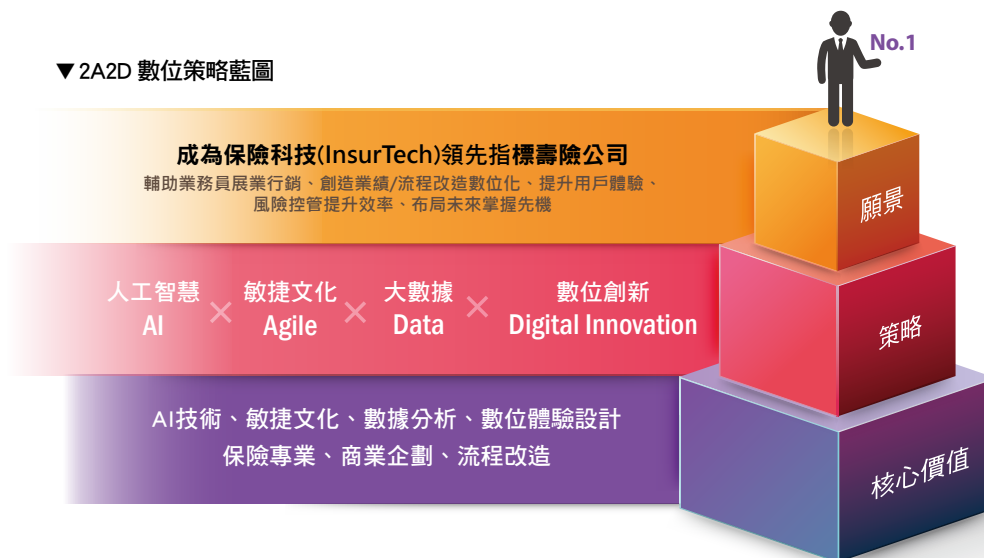 ▼2A2D 數位策略藍圖
No.1
成為保險科技(InsurTech)領先指標壽險公司
輔助業務員展業行銷、創造業績/流程改造數位化、提升用戶體驗、
風險控管提升效率、布局未來掌握先機
願景
人工智慧 × 敏捷文化 × 大數據 × 數位創新
AI Agile Data Digital Innovation
策略
AI技術、敏捷文化、數據分析、數位體驗設計
保險專業、商業企劃、流程改造
核心價值